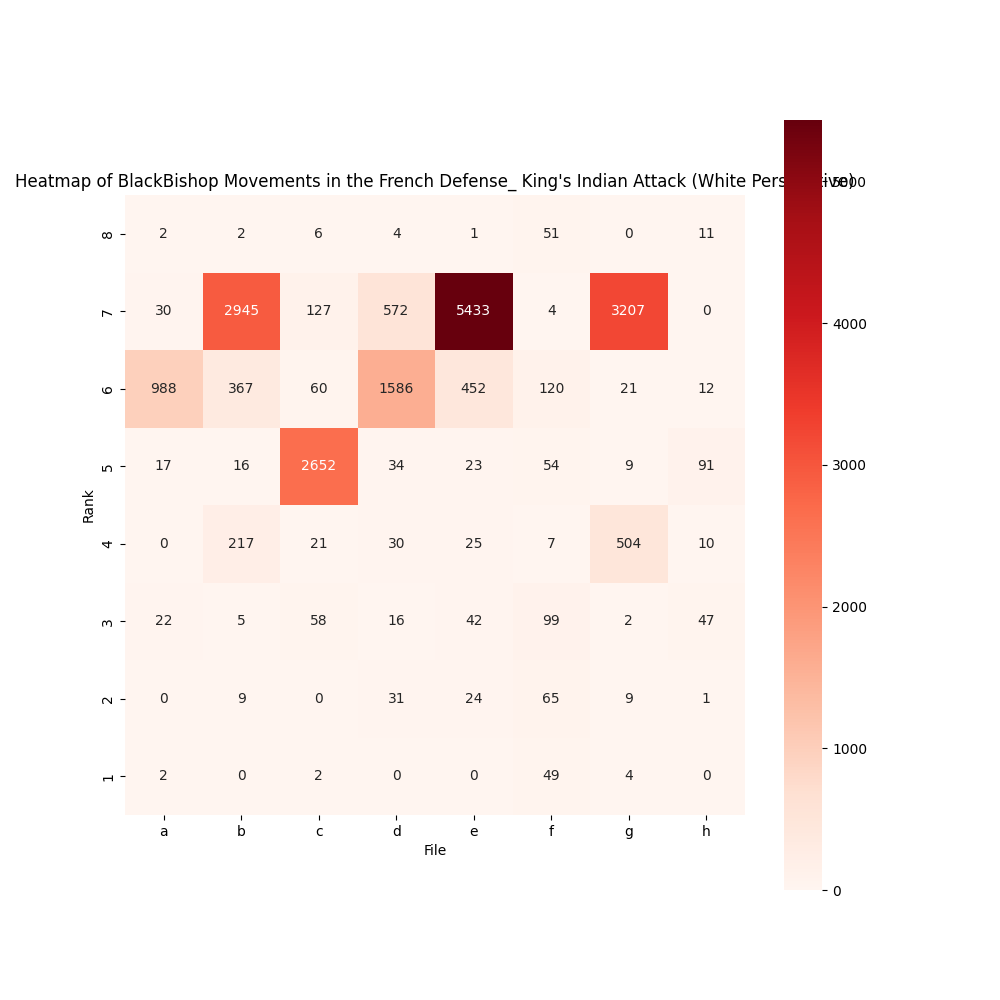 Heatmap of BlackBishop Movements in the French Defense_ King's Indian Attack (White Perspective)
8 2 2 6 4 1 51 0 11
7 30 2945 127 572 5433 4 3207 0
6 988 367 60 1586 452 120 21 12
5 17 16 2652 34 23 54 9 91
4 0 217 21 30 25 7 504 10
3 22 5 58 16 42 99 2 47
2 0 9 0 31 24 65 9 1
1 2 0 2 0 0 49 4 0
a b c d e f g h
File
Rank
5000
4000
3000
2000
1000
0